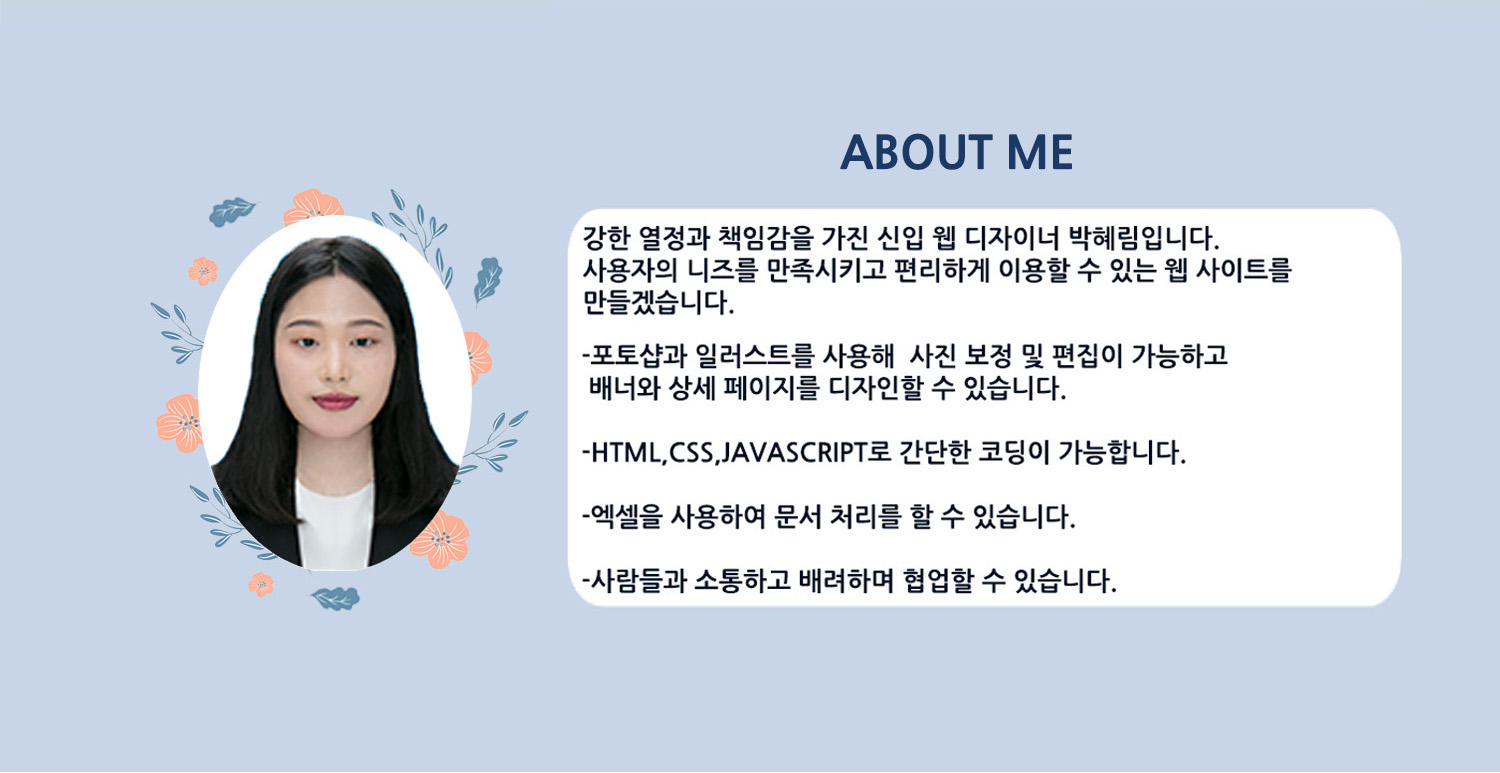 ABOUT ME
강한 열정과 책임감을 가진 신입 웹 디자이너 박혜림입니다.
사용자의 니즈를 만족시키고 편리하게 이용할 수 있는 웹 사이트를
만들겠습니다.
-포토샵과 일러스트를 사용해  사진 보정 및 편집이 가능하고
배너와 상세 페이지를 디자인할 수 있습니다.
-HTML,CSS,JAVASCRIPT로 간단한 코딩이 가능합니다.
-엑셀을 사용하여 문서 처리를 할 수 있습니다.
-사람들과 소통하고 배려하며 협업할 수 있습니다.